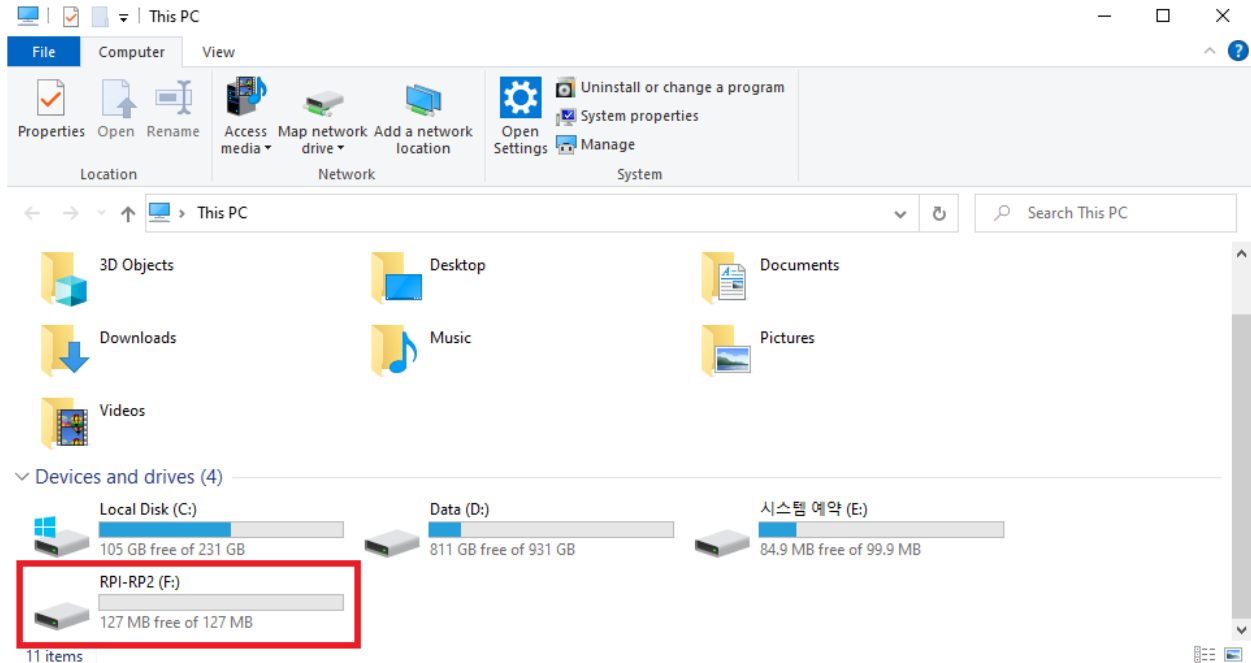 This PC
File Computer View
Properties Open Rename Access media Map network drive Add a network location Open Settings Uninstall or change a program
System properties
Manage
Location Network System
This PC Search This PC
3D Objects Desktop Documents
Downloads Music Pictures
Videos
Devices and drives (4)
Local Disk (C:) Data (D:) 시스템 예약 (E:)
105 GB free of 231 GB 811 GB free of 931 GB 84.9 MB free of 99.9 MB
RPI-RP2 (F:)
127 MB free of 127 MB
11 items